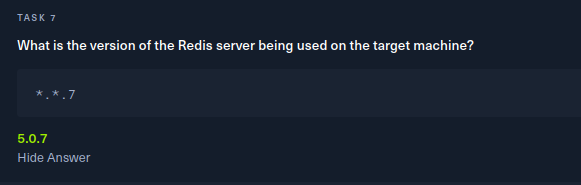 TASK 7
What is the version of the Redis server being used on the target machine?
*.*.7
5.0.7
Hide Answer